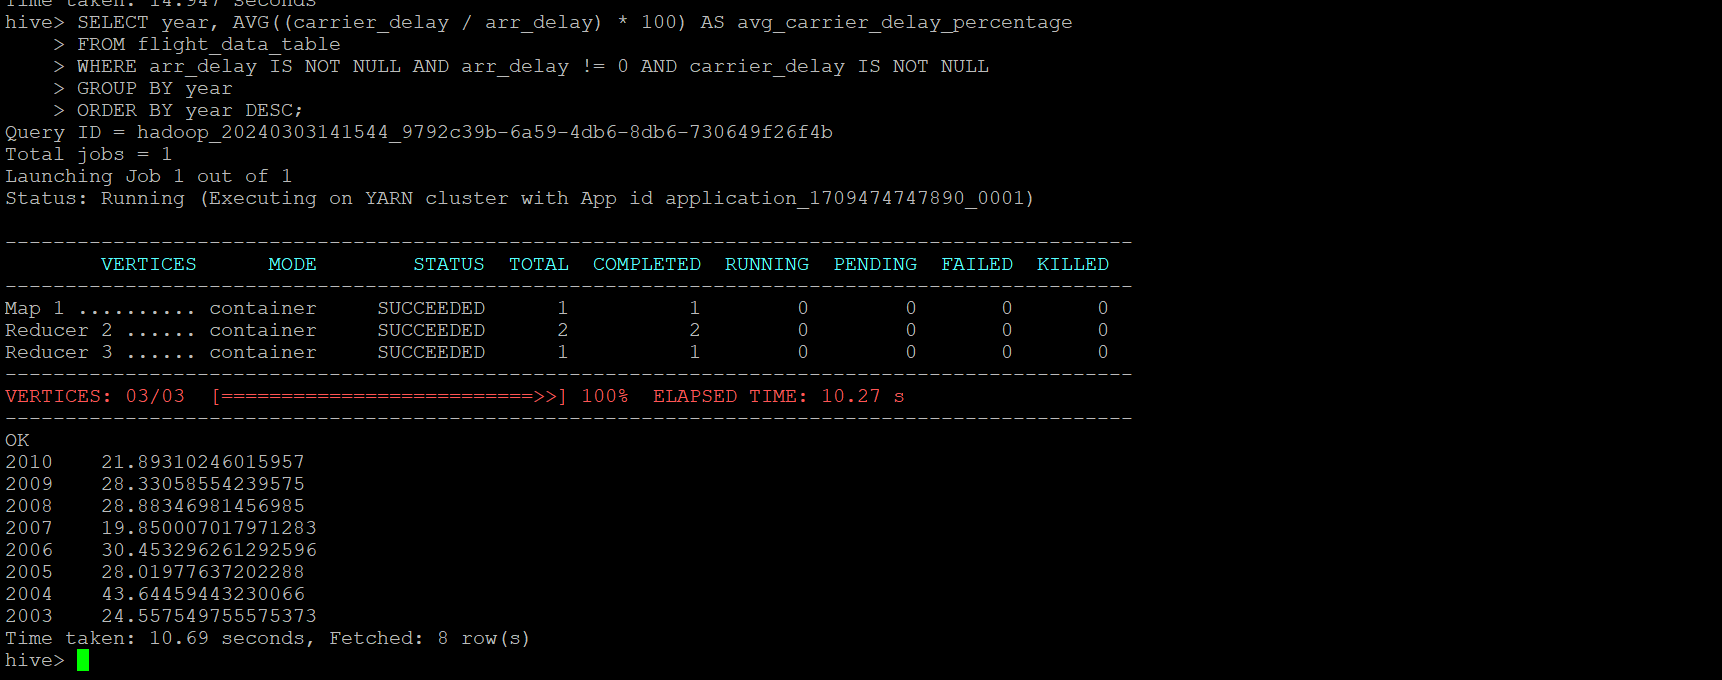 Time taken: 14.947 seconds
hive> SELECT year, AVG((carrier_delay / arr_delay) * 100) AS avg_carrier_delay_percentage
    > FROM flight_data_table
    > WHERE arr_delay IS NOT NULL AND arr_delay != 0 AND carrier_delay IS NOT NULL
    > GROUP BY year
    > ORDER BY year DESC;
Query ID = hadoop_20240303141544_9792c39b-6a59-4db6-8db6-730649f26f4b
Total jobs = 1
Launching Job 1 out of 1
Status: Running (Executing on YARN cluster with App id application_1709474747890_0001)
----------------------------------------------------------------------------------------------
        VERTICES      MODE        STATUS  TOTAL  COMPLETED  RUNNING  PENDING  FAILED  KILLED
----------------------------------------------------------------------------------------------
Map 1 .......... container     SUCCEEDED      1          1        0        0       0       0
Reducer 2 ...... container     SUCCEEDED      2          2        0        0       0       0
Reducer 3 ...... container     SUCCEEDED      1          1        0        0       0       0
----------------------------------------------------------------------------------------------
VERTICES: 03/03  [==========================>>] 100%  ELAPSED TIME: 10.27 s
----------------------------------------------------------------------------------------------
OK
2010    21.89310246015957
2009    28.33058554239575
2008    28.88346981456985
2007    19.850007017971283
2006    30.453296261292596
2005    28.01977637202288
2004    43.64459443230066
2003    24.557549755575373
Time taken: 10.69 seconds, Fetched: 8 row(s)
hive>